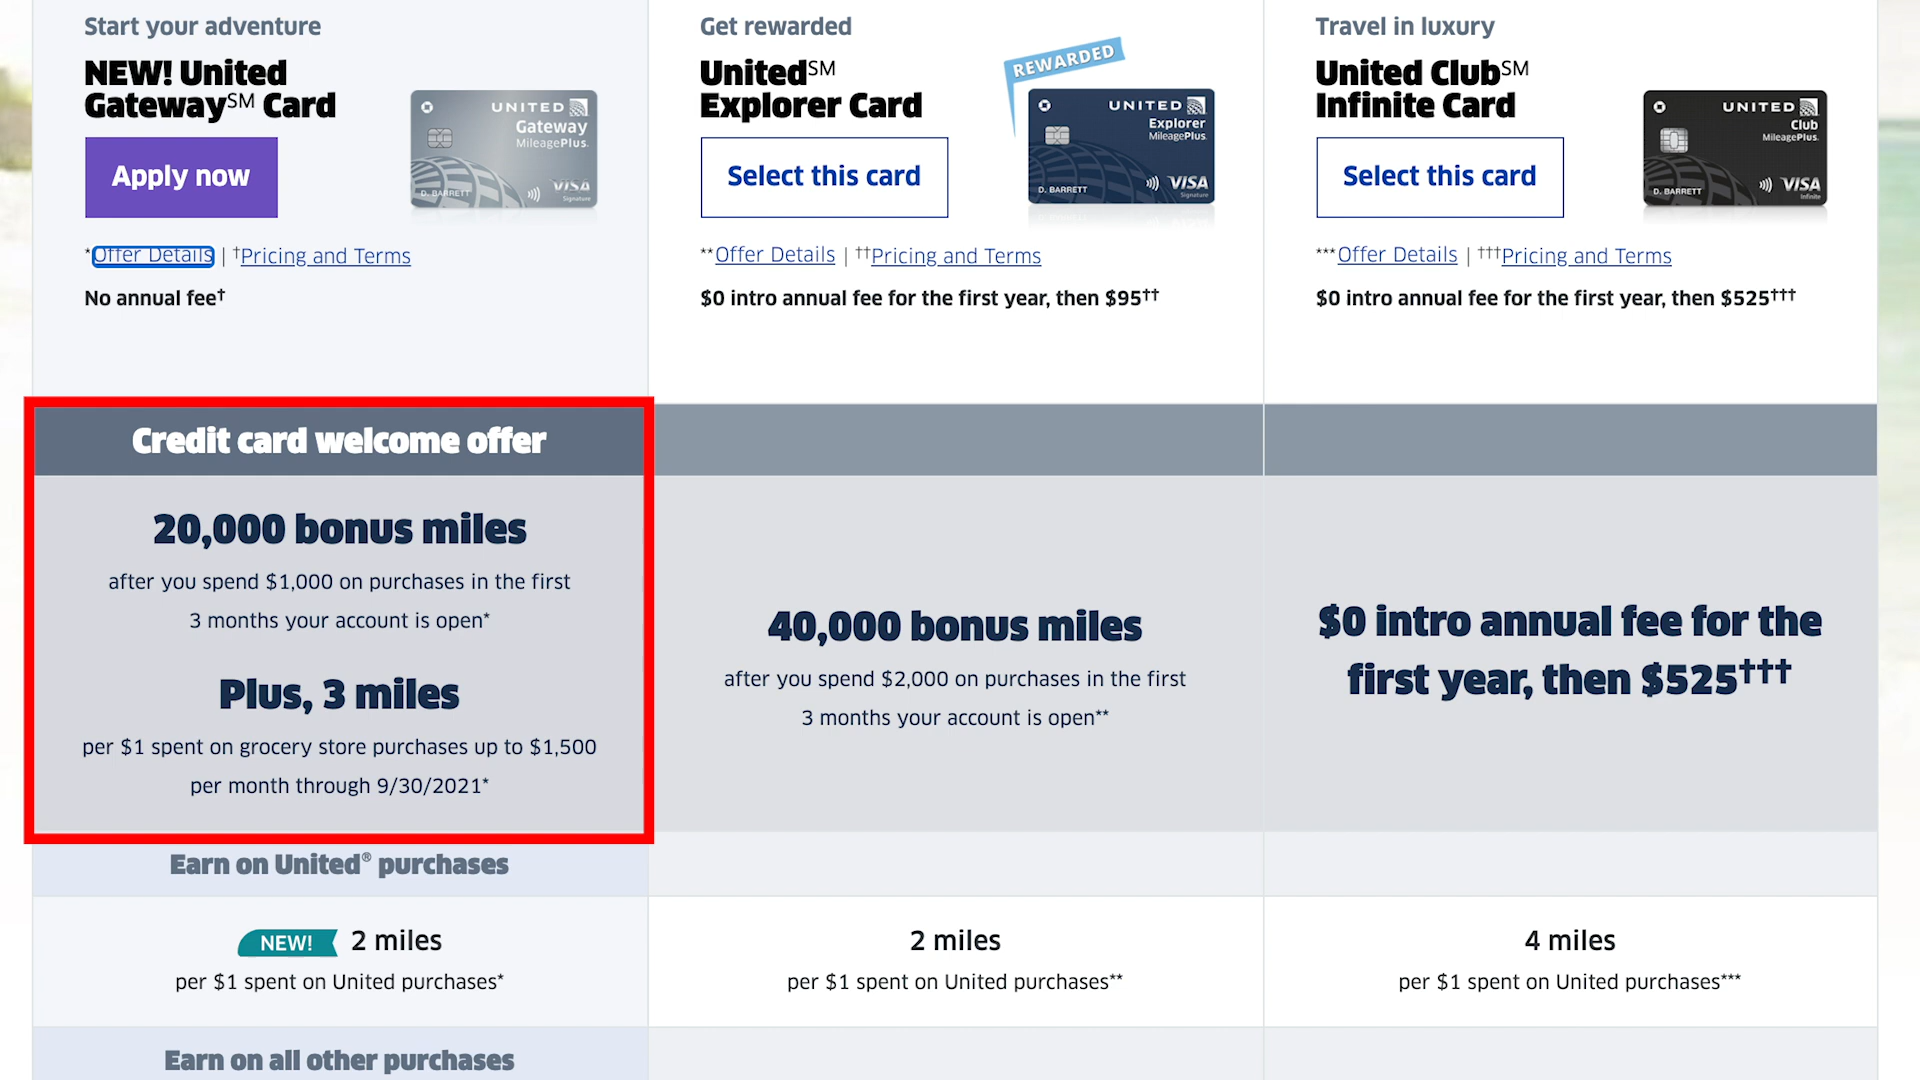 Start your adventure
NEW! United
Gateway℠ Card
Apply now
UNITED
Gateway
MileagePlus.
D. BARRETT
VISA
Signature
*Offer Details | †Pricing and Terms
No annual fee†
Get rewarded
United℠
Explorer Card
Select this card
REWARDED
UNITED
Explorer
MileagePlus.
D. BARRETT
VISA
Signature
**Offer Details | ††Pricing and Terms
$0 intro annual fee for the first year, then $95††
Travel in luxury
United Club℠
Infinite Card
Select this card
UNITED
Club
MileagePlus.
D. BARRETT
VISA
Infinite
***Offer Details | †††Pricing and Terms
$0 intro annual fee for the first year, then $525†††
Credit card welcome offer
20,000 bonus miles
after you spend $1,000 on purchases in the first
3 months your account is open*
Plus, 3 miles
per $1 spent on grocery store purchases up to $1,500
per month through 9/30/2021*
40,000 bonus miles
after you spend $2,000 on purchases in the first
3 months your account is open**
$0 intro annual fee for the
first year, then $525†††
Earn on United® purchases
NEW! 2 miles
per $1 spent on United purchases*
2 miles
per $1 spent on United purchases**
4 miles
per $1 spent on United purchases***
Earn on all other purchases